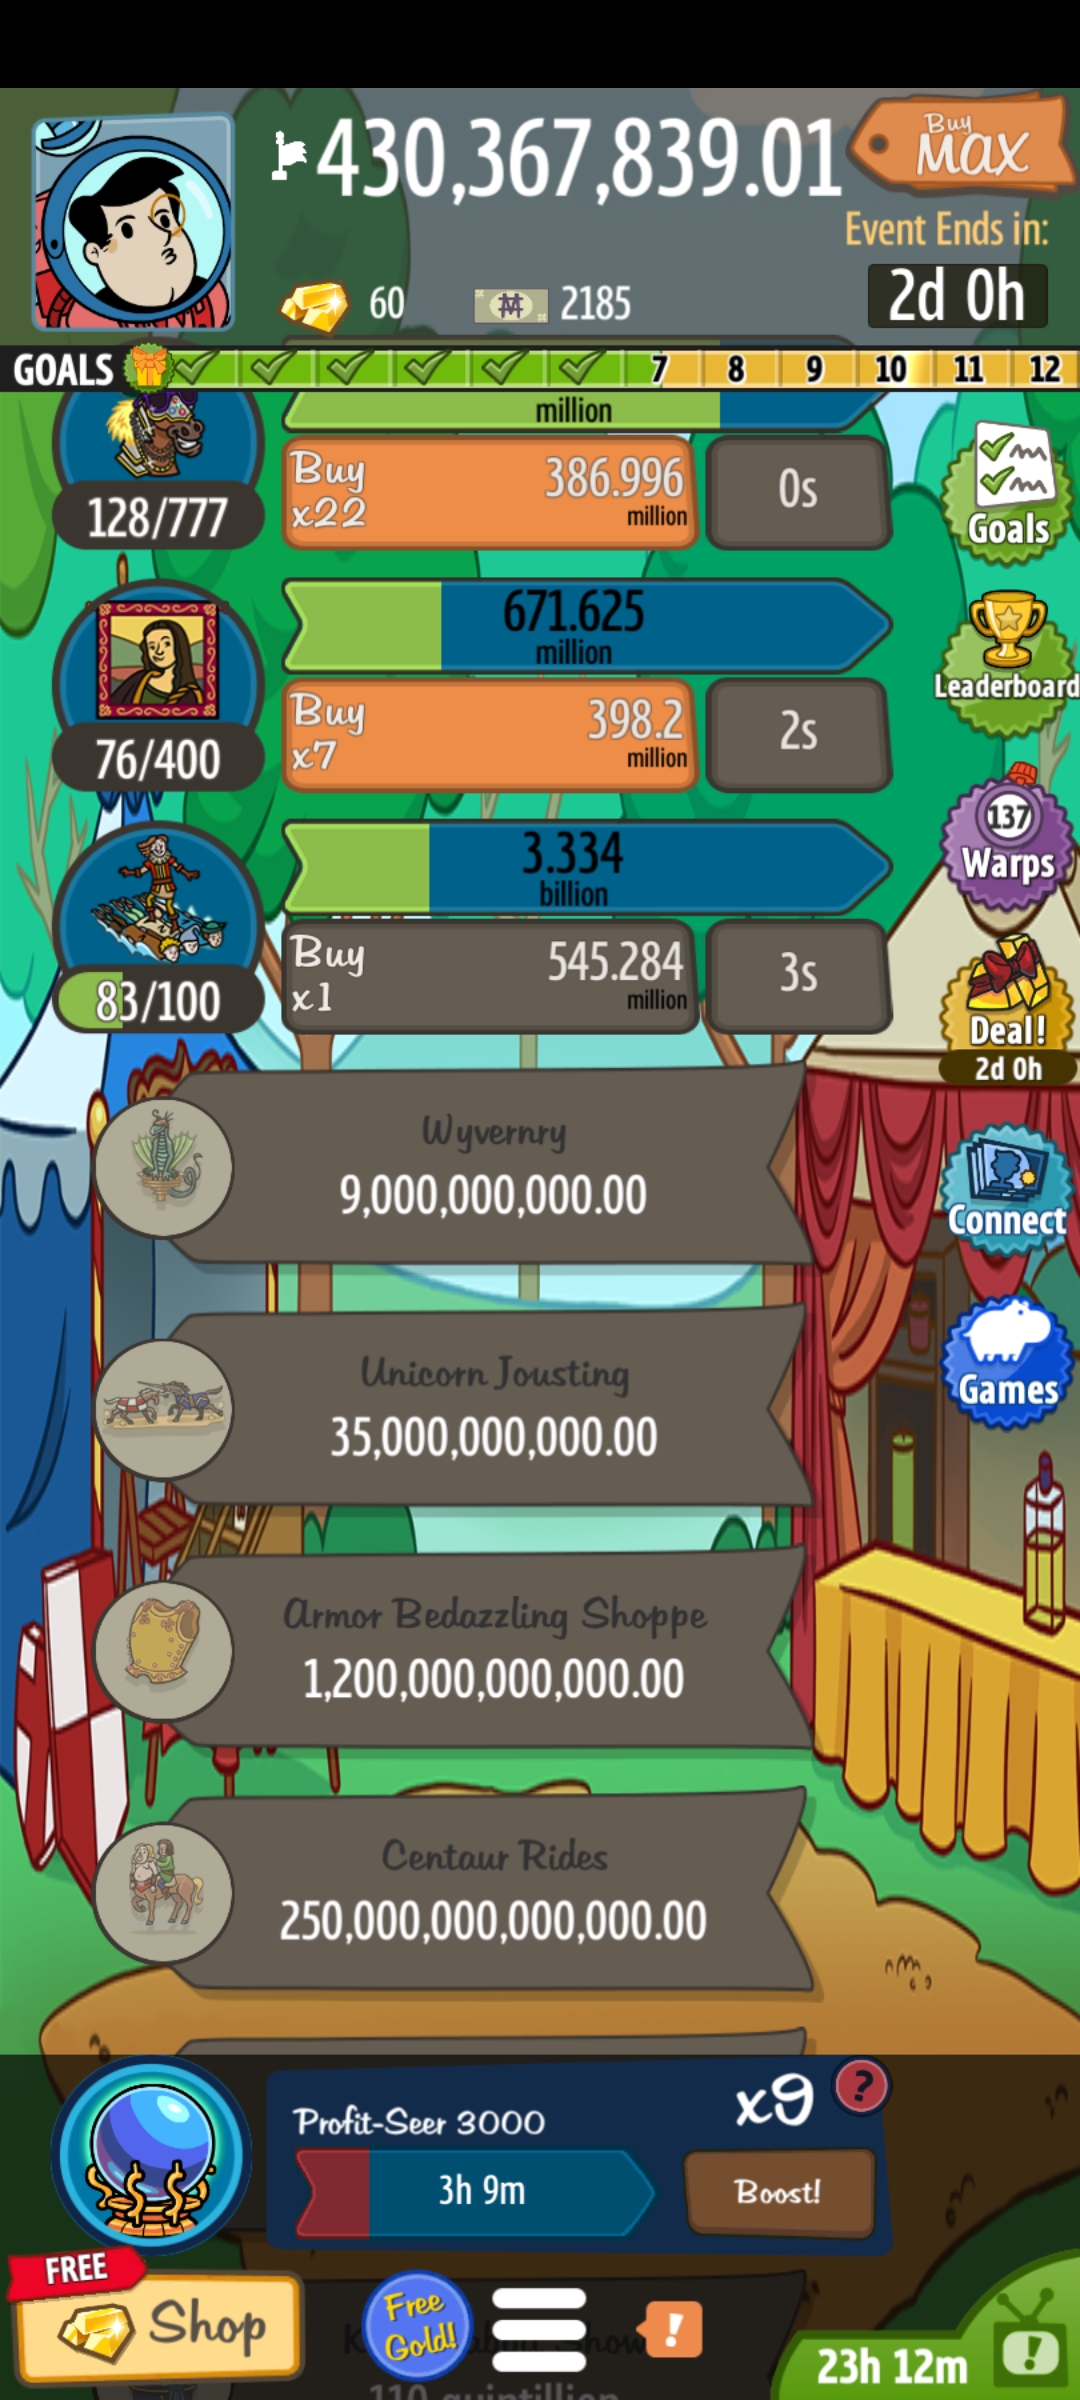 430,367,839.01
Buy
MAX
Event Ends in:
60
2185
2d 0h
GOALS
7 8 9 10 11 12
million
Buy
x22
386.996
million
0s
128/777
Goals
671.625
million
Buy
x7
398.2
million
2s
76/400
Leaderboard
3.334
billion
Buy
x1
545.284
million
3s
83/100
137
Warps
Deal!
2d 0h
Wyvernry
9,000,000,000.00
Connect
Unicorn Jousting
35,000,000,000.00
Games
Armor Bedazzling Shoppe
1,200,000,000,000.00
Centaur Rides
250,000,000,000,000.00
Profit-Seer 3000
x9
?
3h 9m
Boost!
FREE
Shop
Free
Gold!
Show
!
23h 12m
!
110 quintillion